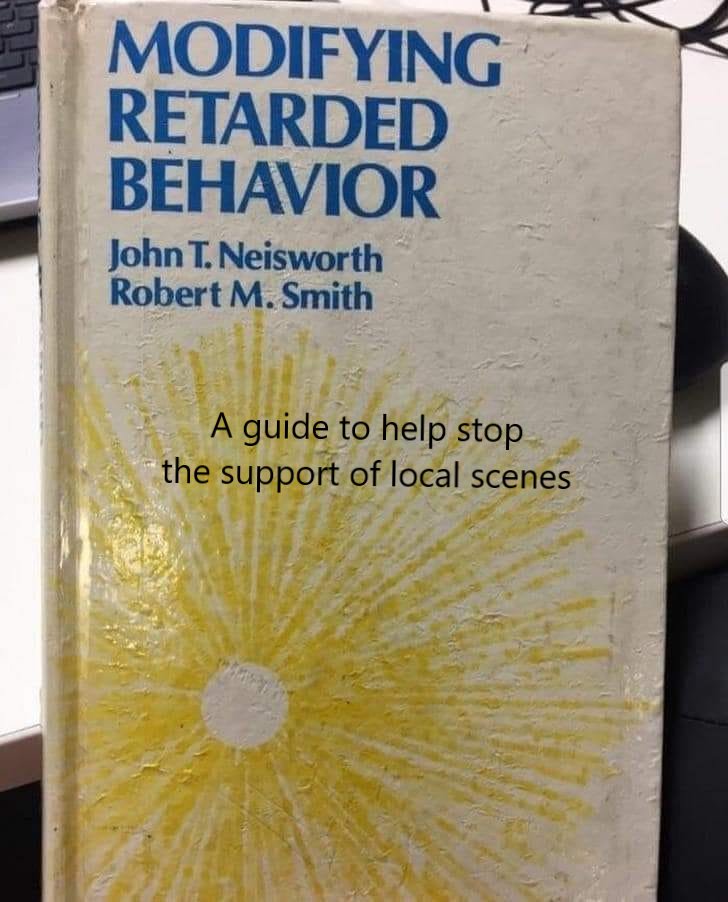 MODIFYING
RETARDED
BEHAVIOR
John T. Neisworth
Robert M. Smith
A guide to help stop
the support of local scenes